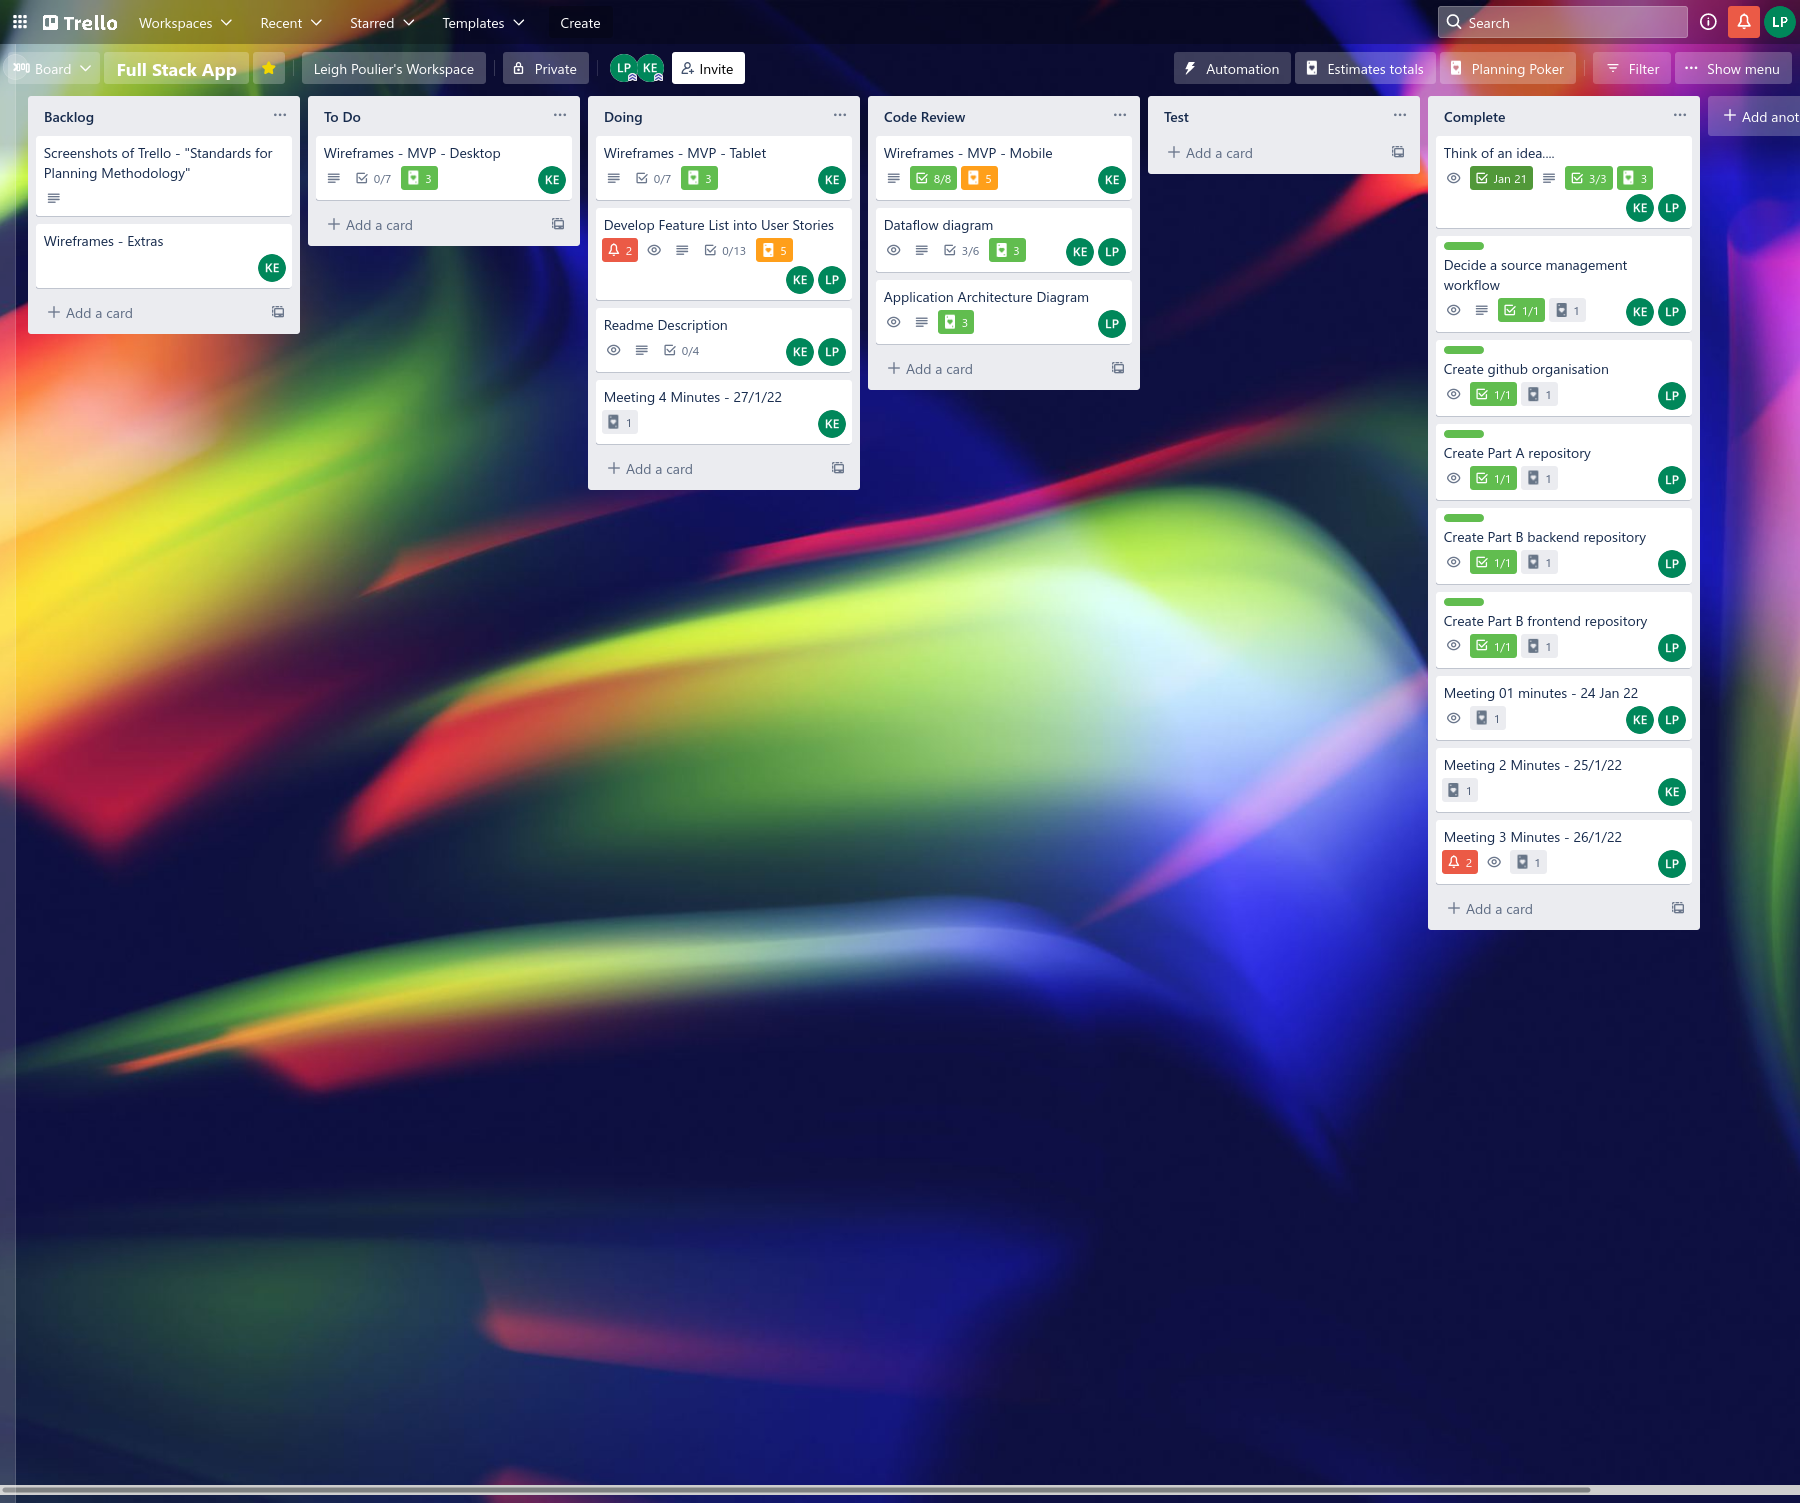 Trello
Workspaces
Recent
Starred
Templates
Create
Search
LP
Board
Full Stack App
Leigh Poulier's Workspace
Private
LP KE
Invite
Automation
Estimates totals
Planning Poker
Filter
Show menu
Backlog
Screenshots of Trello - "Standards for
Planning Methodology"
Wireframes - Extras
KE
Add a card
To Do
Wireframes - MVP - Desktop
0/7 3
KE
Add a card
Doing
Wireframes - MVP - Tablet
0/7 3
KE
Develop Feature List into User Stories
2 0/13 5
KE LP
Readme Description
0/4
KE LP
Meeting 4 Minutes - 27/1/22
1
KE
Add a card
Code Review
Wireframes - MVP - Mobile
8/8 5
KE
Dataflow diagram
3/6 3
KE LP
Application Architecture Diagram
3
LP
Add a card
Test
Add a card
Complete
Think of an idea....
Jan 21 3/3 3
KE LP
Decide a source management
workflow
1/1 1
KE LP
Create github organisation
1/1 1
LP
Create Part A repository
1/1 1
LP
Create Part B backend repository
1/1 1
LP
Create Part B frontend repository
1/1 1
LP
Meeting 01 minutes - 24 Jan 22
1
KE LP
Meeting 2 Minutes - 25/1/22
1
KE
Meeting 3 Minutes - 26/1/22
2 1
LP
Add a card
Add anot